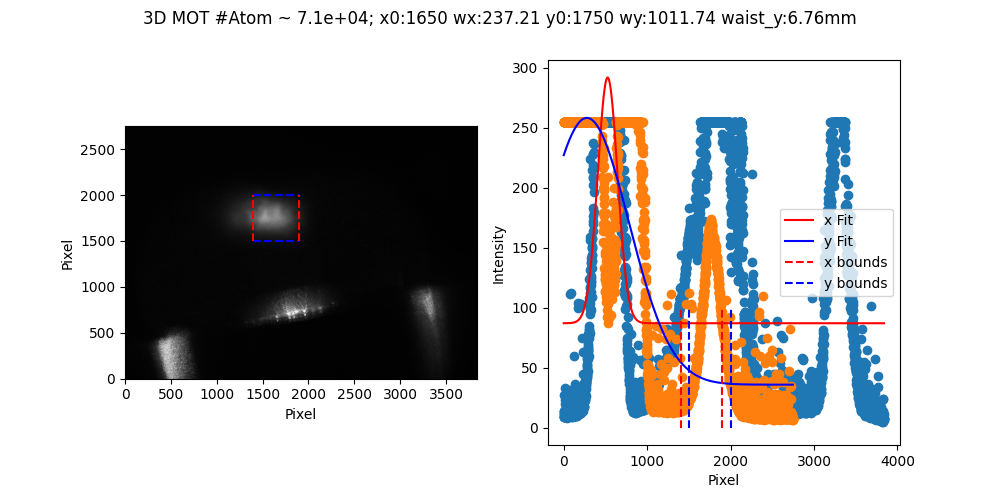 3D MOT #Atom ~ 7.1e+04; x0:1650 wx:237.21 y0:1750 wy:1011.74 waist_y:6.76mm
2500
2000
1500
1000
500
0
Pixel
0 500 1000 1500 2000 2500 3000 3500
Pixel
300
250
200
150
100
50
0
Intensity
x Fit
y Fit
x bounds
y bounds
0 1000 2000 3000 4000
Pixel